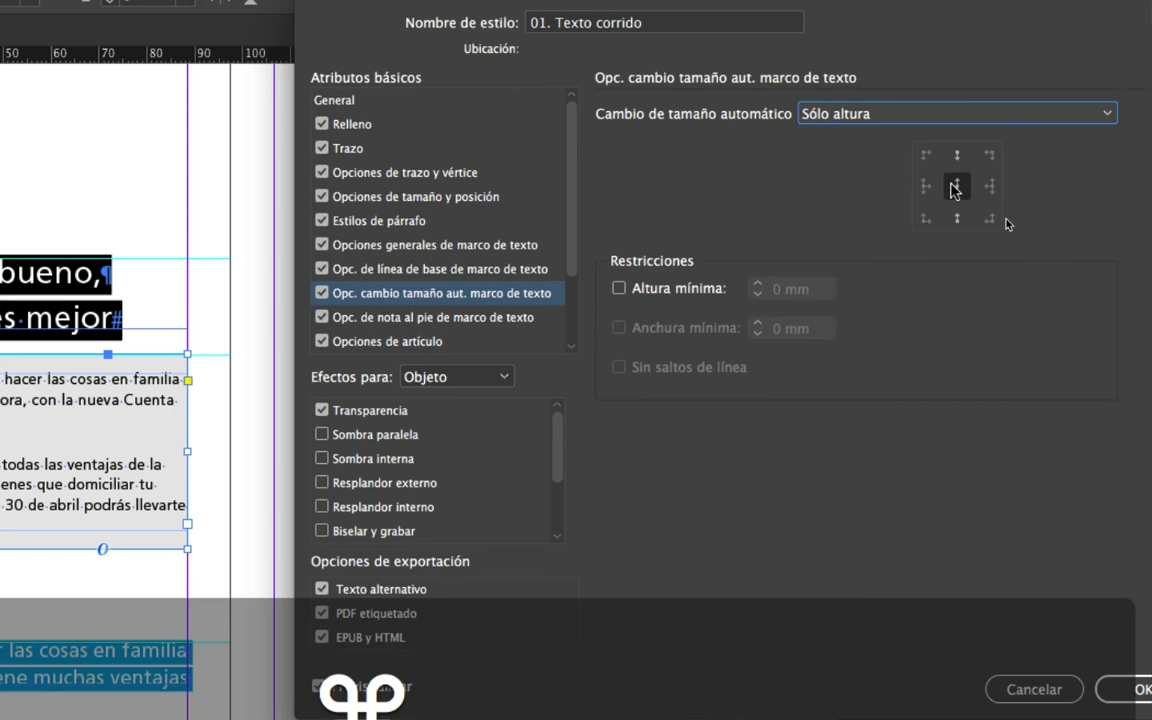 Nombre de estilo: 01. Texto corrido
Ubicación:
50 60 70 80 90 100
Atributos básicos
General
Relleno
Trazo
Opciones de trazo y vértice
Opciones de tamaño y posición
Estilos de párrafo
Opciones generales de marco de texto
Opc. de línea de base de marco de texto
Opc. cambio tamaño aut. marco de texto
Opc. de nota al pie de marco de texto
Opciones de artículo
Efectos para: Objeto
Transparencia
Sombra paralela
Sombra interna
Resplandor externo
Resplandor interno
Biselar y grabar
Opciones de exportación
Texto alternativo
PDF etiquetado
EPUB y HTML
Opc. cambio tamaño aut. marco de texto
Cambio de tamaño automático Sólo altura
Restricciones
Altura mínima: 0 mm
Anchura mínima: 0 mm
Sin saltos de línea
Cancelar OK
bueno,¶
es·mejor#
hacer·las·cosas·en·familia·
ora,·con·la·nueva·Cuenta·
todas·las·ventajas·de·la·
enes·que·domiciliar·tu·
30·de·abril·podrás·llevarte
las cosas en familia
ene muchas ventajas